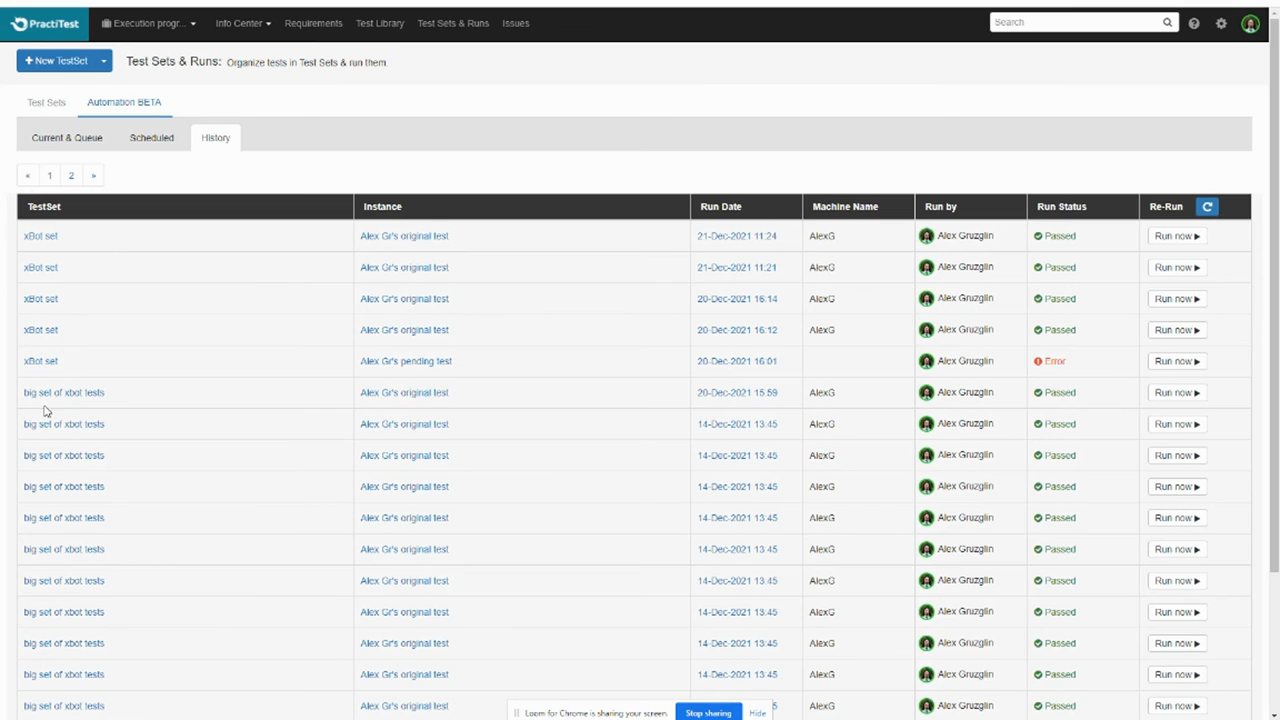 PractiTest Execution progr... Info Center Requirements Test Library Test Sets & Runs Issues Search
+ New TestSet Test Sets & Runs: Organize tests in Test Sets & run them.
Test Sets Automation BETA
Current & Queue Scheduled History
« 1 2 »
TestSet Instance Run Date Machine Name Run by Run Status Re-Run
xBot set Alex Gr's original test 21-Dec-2021 11:24 AlexG Alex Gruzglin Passed Run now
xBot set Alex Gr's original test 21-Dec-2021 11:21 AlexG Alex Gruzglin Passed Run now
xBot set Alex Gr's original test 20-Dec-2021 16:14 AlexG Alex Gruzglin Passed Run now
xBot set Alex Gr's original test 20-Dec-2021 16:12 AlexG Alex Gruzglin Passed Run now
xBot set Alex Gr's pending test 20-Dec-2021 16:01 Alex Gruzglin Error Run now
big set of xbot tests Alex Gr's original test 20-Dec-2021 15:59 AlexG Alex Gruzglin Passed Run now
big set of xbot tests Alex Gr's original test 14-Dec-2021 13:45 AlexG Alex Gruzglin Passed Run now
big set of xbot tests Alex Gr's original test 14-Dec-2021 13:45 AlexG Alex Gruzglin Passed Run now
big set of xbot tests Alex Gr's original test 14-Dec-2021 13:45 AlexG Alex Gruzglin Passed Run now
big set of xbot tests Alex Gr's original test 14-Dec-2021 13:45 AlexG Alex Gruzglin Passed Run now
big set of xbot tests Alex Gr's original test 14-Dec-2021 13:45 AlexG Alex Gruzglin Passed Run now
big set of xbot tests Alex Gr's original test 14-Dec-2021 13:45 AlexG Alex Gruzglin Passed Run now
big set of xbot tests Alex Gr's original test 14-Dec-2021 13:45 AlexG Alex Gruzglin Passed Run now
big set of xbot tests Alex Gr's original test 14-Dec-2021 13:45 AlexG Alex Gruzglin Passed Run now
big set of xbot tests Alex Gr's original test 14-Dec-2021 13:45 AlexG Alex Gruzglin Passed Run now
big set of xbot tests Alex Gr's original test 5 AlexG Alex Gruzglin Passed Run now
Loom for Chrome is sharing your screen. Stop sharing Hide